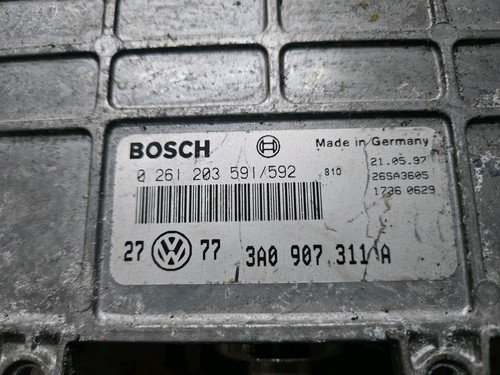 BOSCH
Made in Germany
0 261 203 591/592 810
21.05.97
26SA3605
1736 0629
27 VW 77 3A0 907 311 A